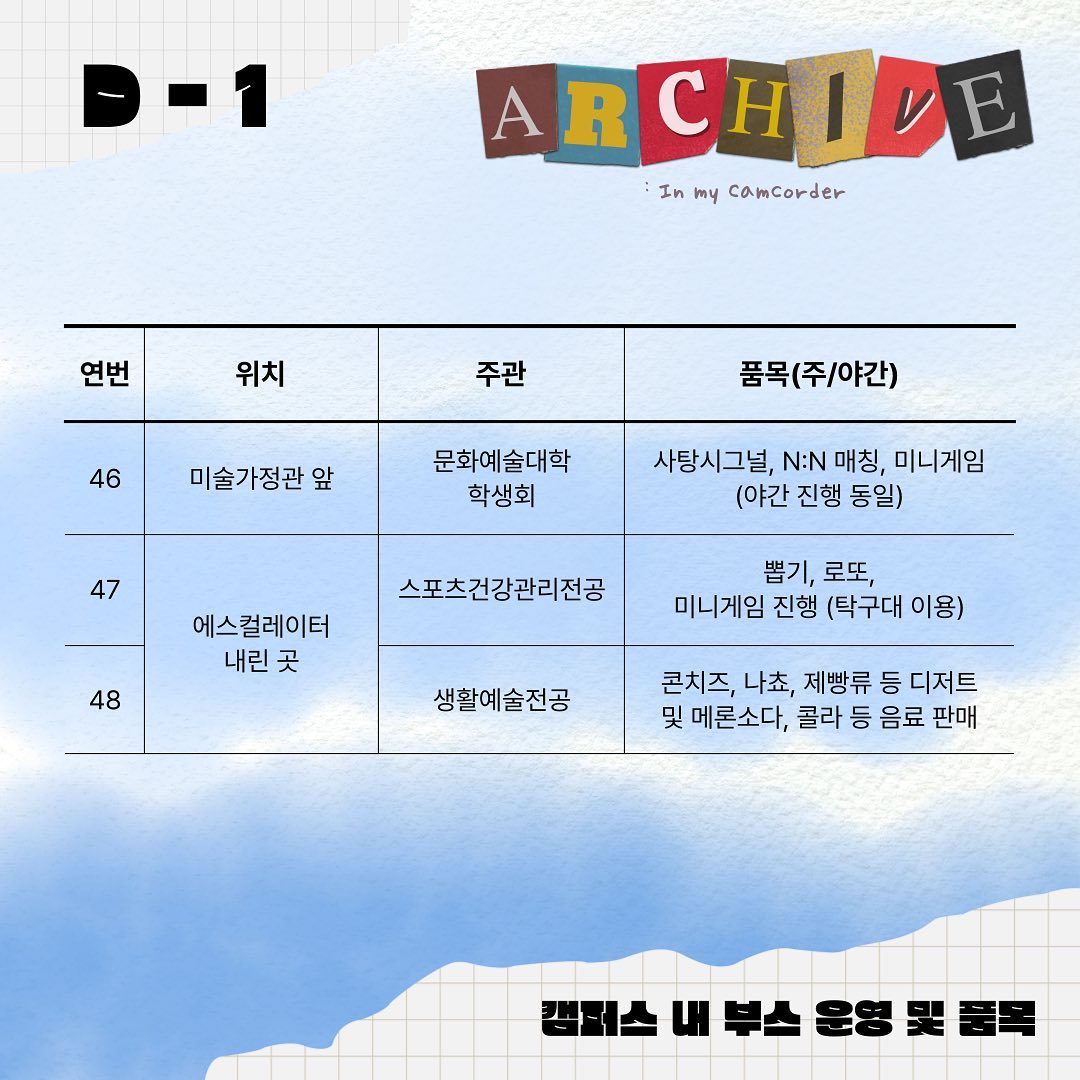 D-1
ARCHIVE
: In my camcorder
연번 위치 주관 품목(주/야간)
46 미술가정관 앞 문화예술대학 학생회 사탕시그널, N:N 매칭, 미니게임
(야간 진행 동일)
47 에스컬레이터 내린 곳 스포츠건강관리전공 뽑기, 로또,
미니게임 진행 (탁구대 이용)
48 생활예술전공 콘치즈, 나쵸, 제빵류 등 디저트
및 메론소다, 콜라 등 음료 판매
캠퍼스 내 부스 운영 및 품목